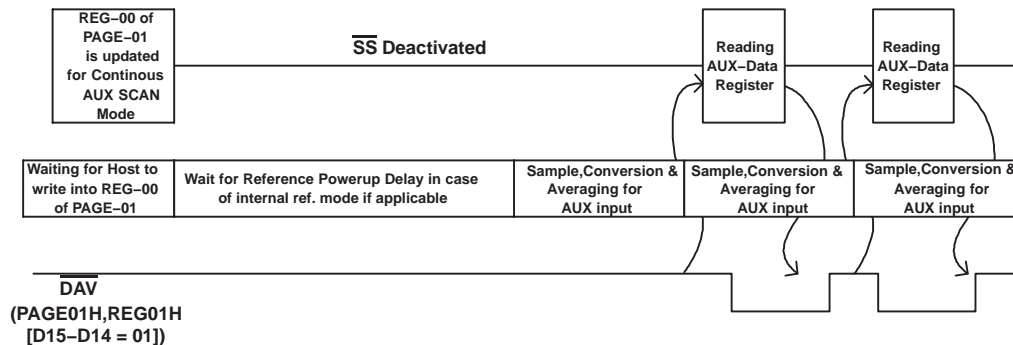 REG−00 of
PAGE−01
is updated
for Continous
AUX SCAN
Mode
SS Deactivated
Reading
AUX−Data
Register
Reading
AUX−Data
Register
Waiting for Host to
write into REG−00
of PAGE−01
Wait for Reference Powerup Delay in case
of internal ref. mode if applicable
Sample,Conversion &
Averaging for
AUX input
Sample,Conversion &
Averaging for
AUX input
Sample,Conversion &
Averaging for
AUX input
DAV
(PAGE01H,REG01H
[D15−D14 = 01])